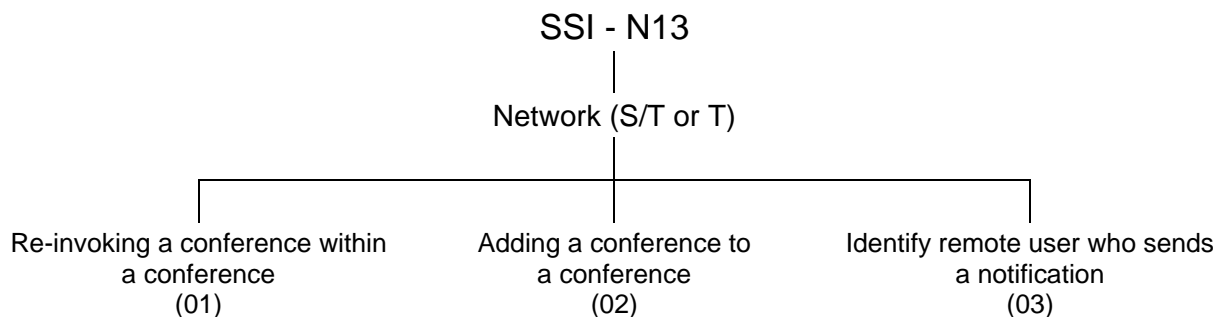 SSI - N13
Network (S/T or T)
Re-invoking a conference within
a conference
(01)
Adding a conference to
a conference
(02)
Identify remote user who sends
a notification
(03)